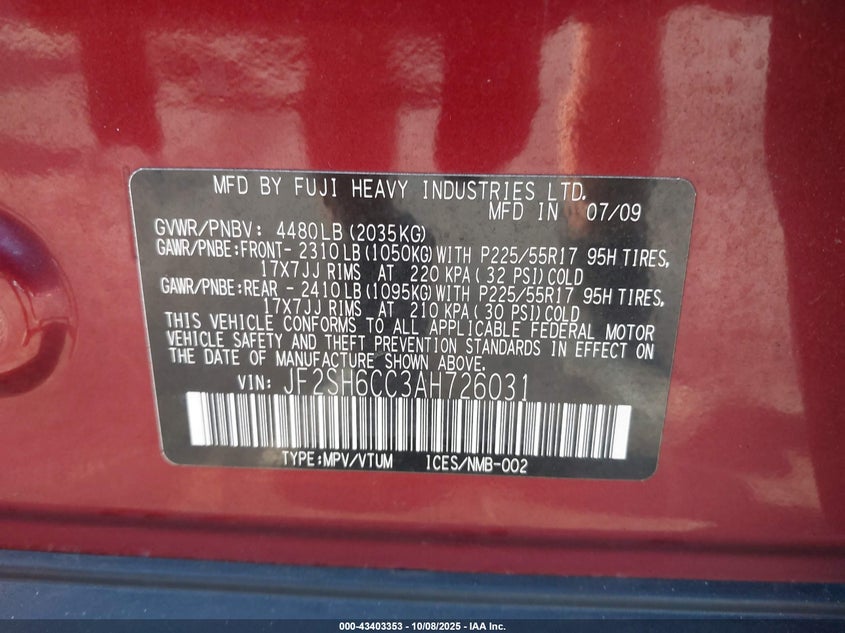 MFD BY FUJI HEAVY INDUSTRIES LTD.
MFD IN 07/09
GVWR/PNBV: 4480LB(2035KG)
GAWR/PNBE:FRONT- 2310LB(1050KG)WITH P225/55R17 95H TIRES,
17X7JJ RIMS AT 220 KPA(32 PSI)COLD
GAWR/PNBE:REAR - 2410LB(1095KG)WITH P225/55R17 95H TIRES,
17X7JJ RIMS AT 210 KPA(30 PSI)COLD
THIS VEHICLE CONFORMS TO ALL APPLICABLE FEDERAL MOTOR
VEHICLE SAFETY AND THEFT PREVENTION STANDARDS IN EFFECT ON
THE DATE OF MANUFACTURE SHOWN ABOVE.
VIN: JF2SH6CC3AH726031
TYPE:MPV/VTUM ICES/NMB-002
000-43403353 - 10/08/2025 - IAA Inc.